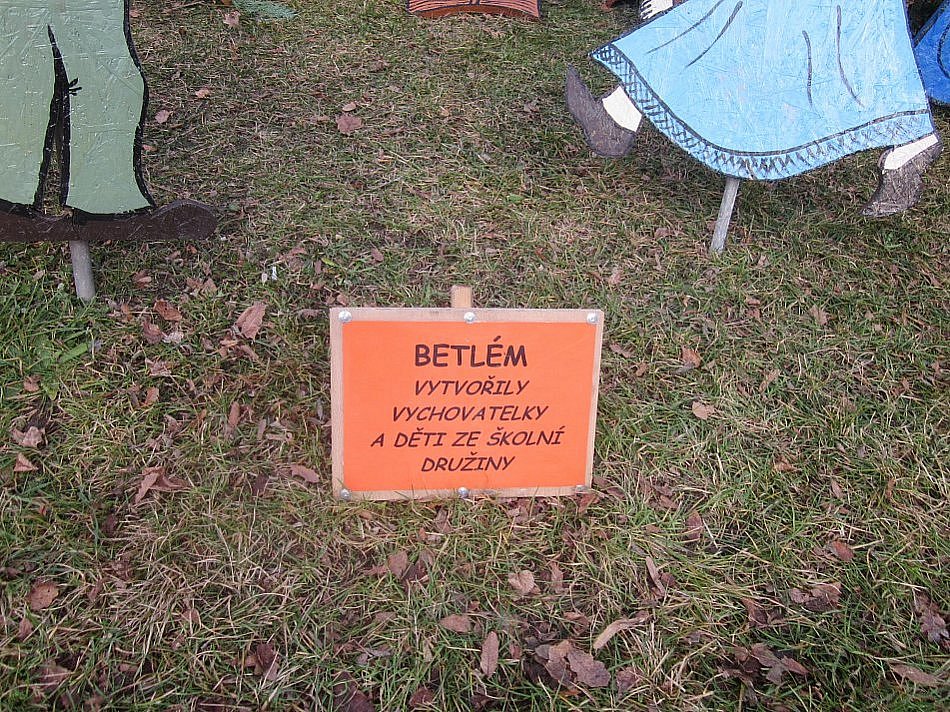 BETLÉM
VYTVOŘILY
VYCHOVATELKY
A DĚTI ZE ŠKOLNÍ
DRUŽINY